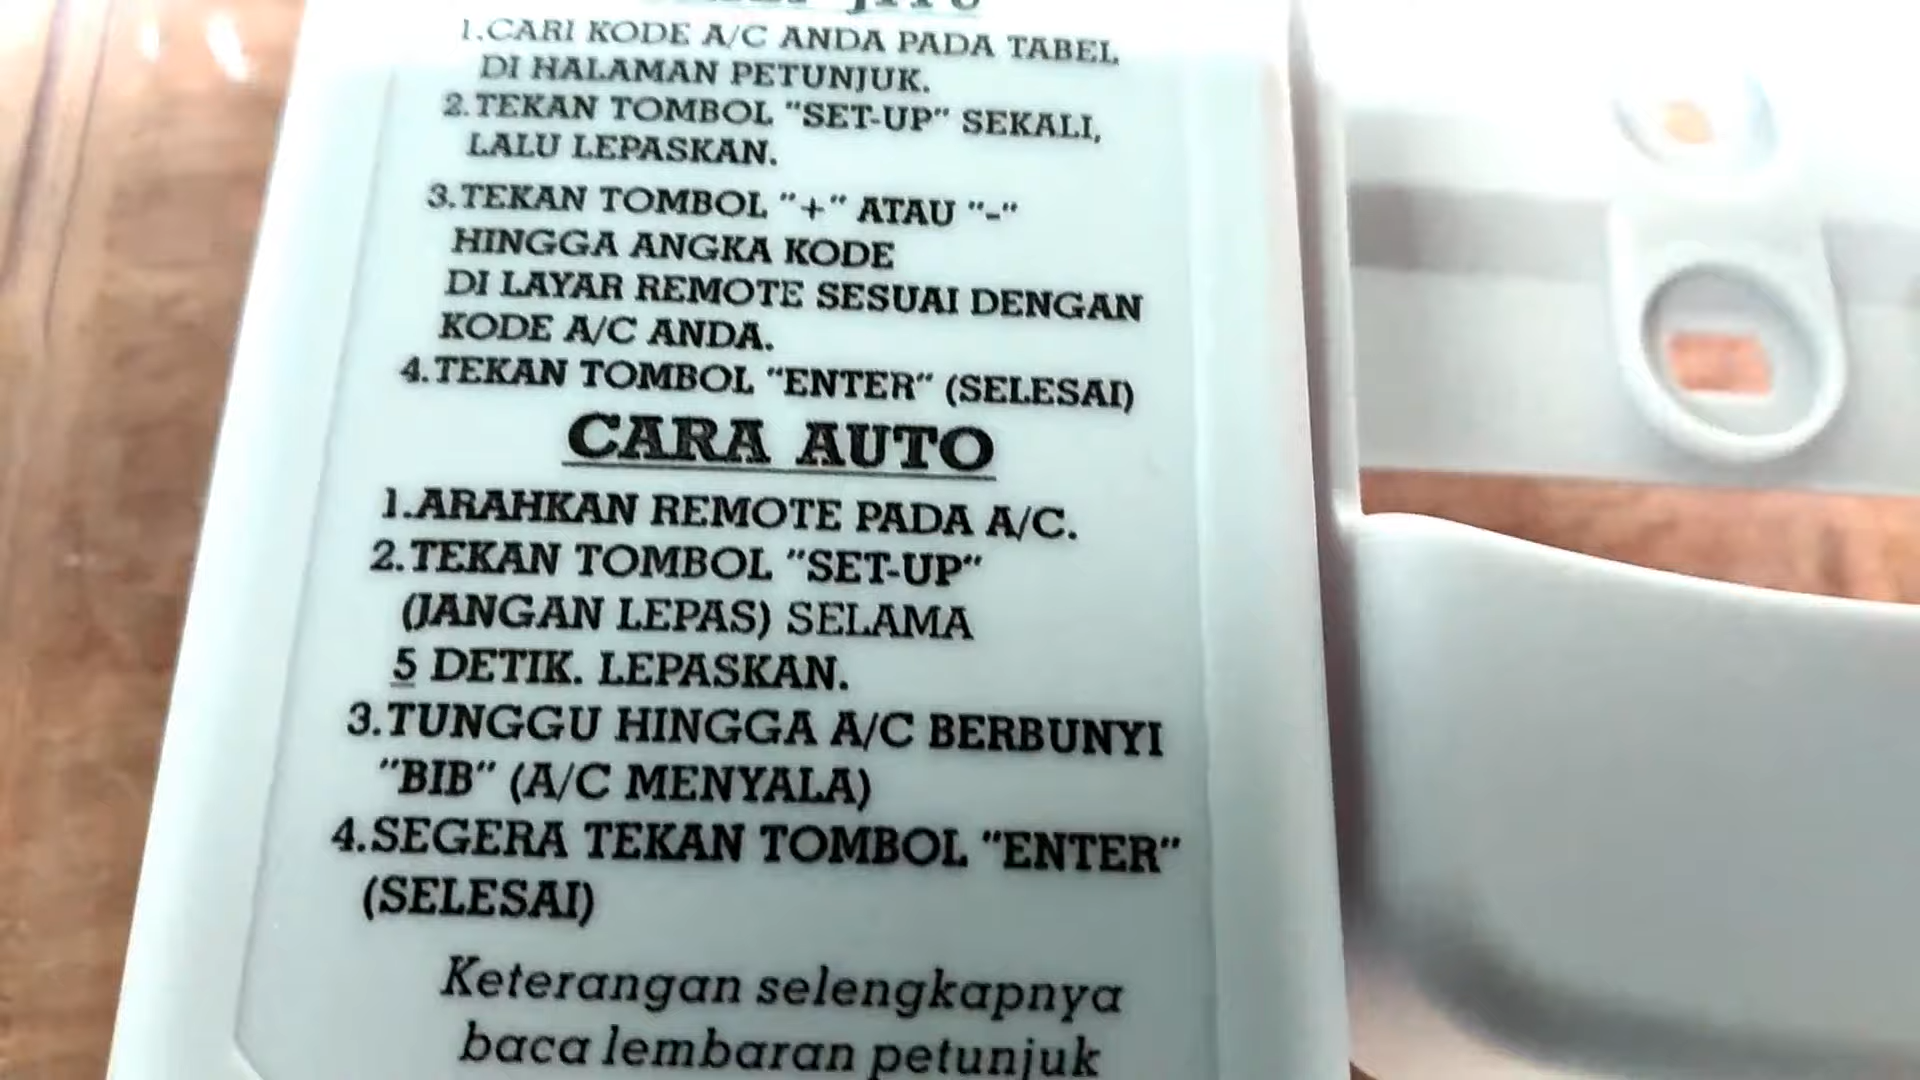 1.CARI KODE A/C ANDA PADA TABEL
DI HALAMAN PETUNJUK.
2.TEKAN TOMBOL "SET-UP" SEKALI,
LALU LEPASKAN.
3.TEKAN TOMBOL "+" ATAU "-"
HINGGA ANGKA KODE
DI LAYAR REMOTE SESUAI DENGAN
KODE A/C ANDA.
4.TEKAN TOMBOL "ENTER" (SELESAI)
CARA AUTO
1.ARAHKAN REMOTE PADA A/C.
2.TEKAN TOMBOL "SET-UP"
(JANGAN LEPAS) SELAMA
5 DETIK. LEPASKAN.
3.TUNGGU HINGGA A/C BERBUNYI
"BIB" (A/C MENYALA)
4.SEGERA TEKAN TOMBOL "ENTER"
(SELESAI)
Keterangan selengkapnya
baca lembaran petunjuk